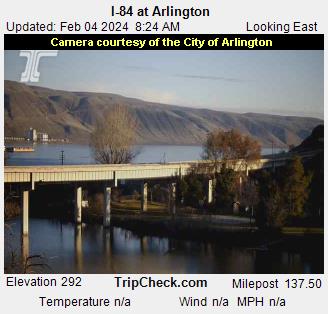 I-84 at Arlington
Updated: Feb 04 2024 8:24 AM Looking East
Camera courtesy of the City of Arlington
Elevation 292 TripCheck.com Milepost 137.50
Temperature n/a Wind n/a MPH n/a